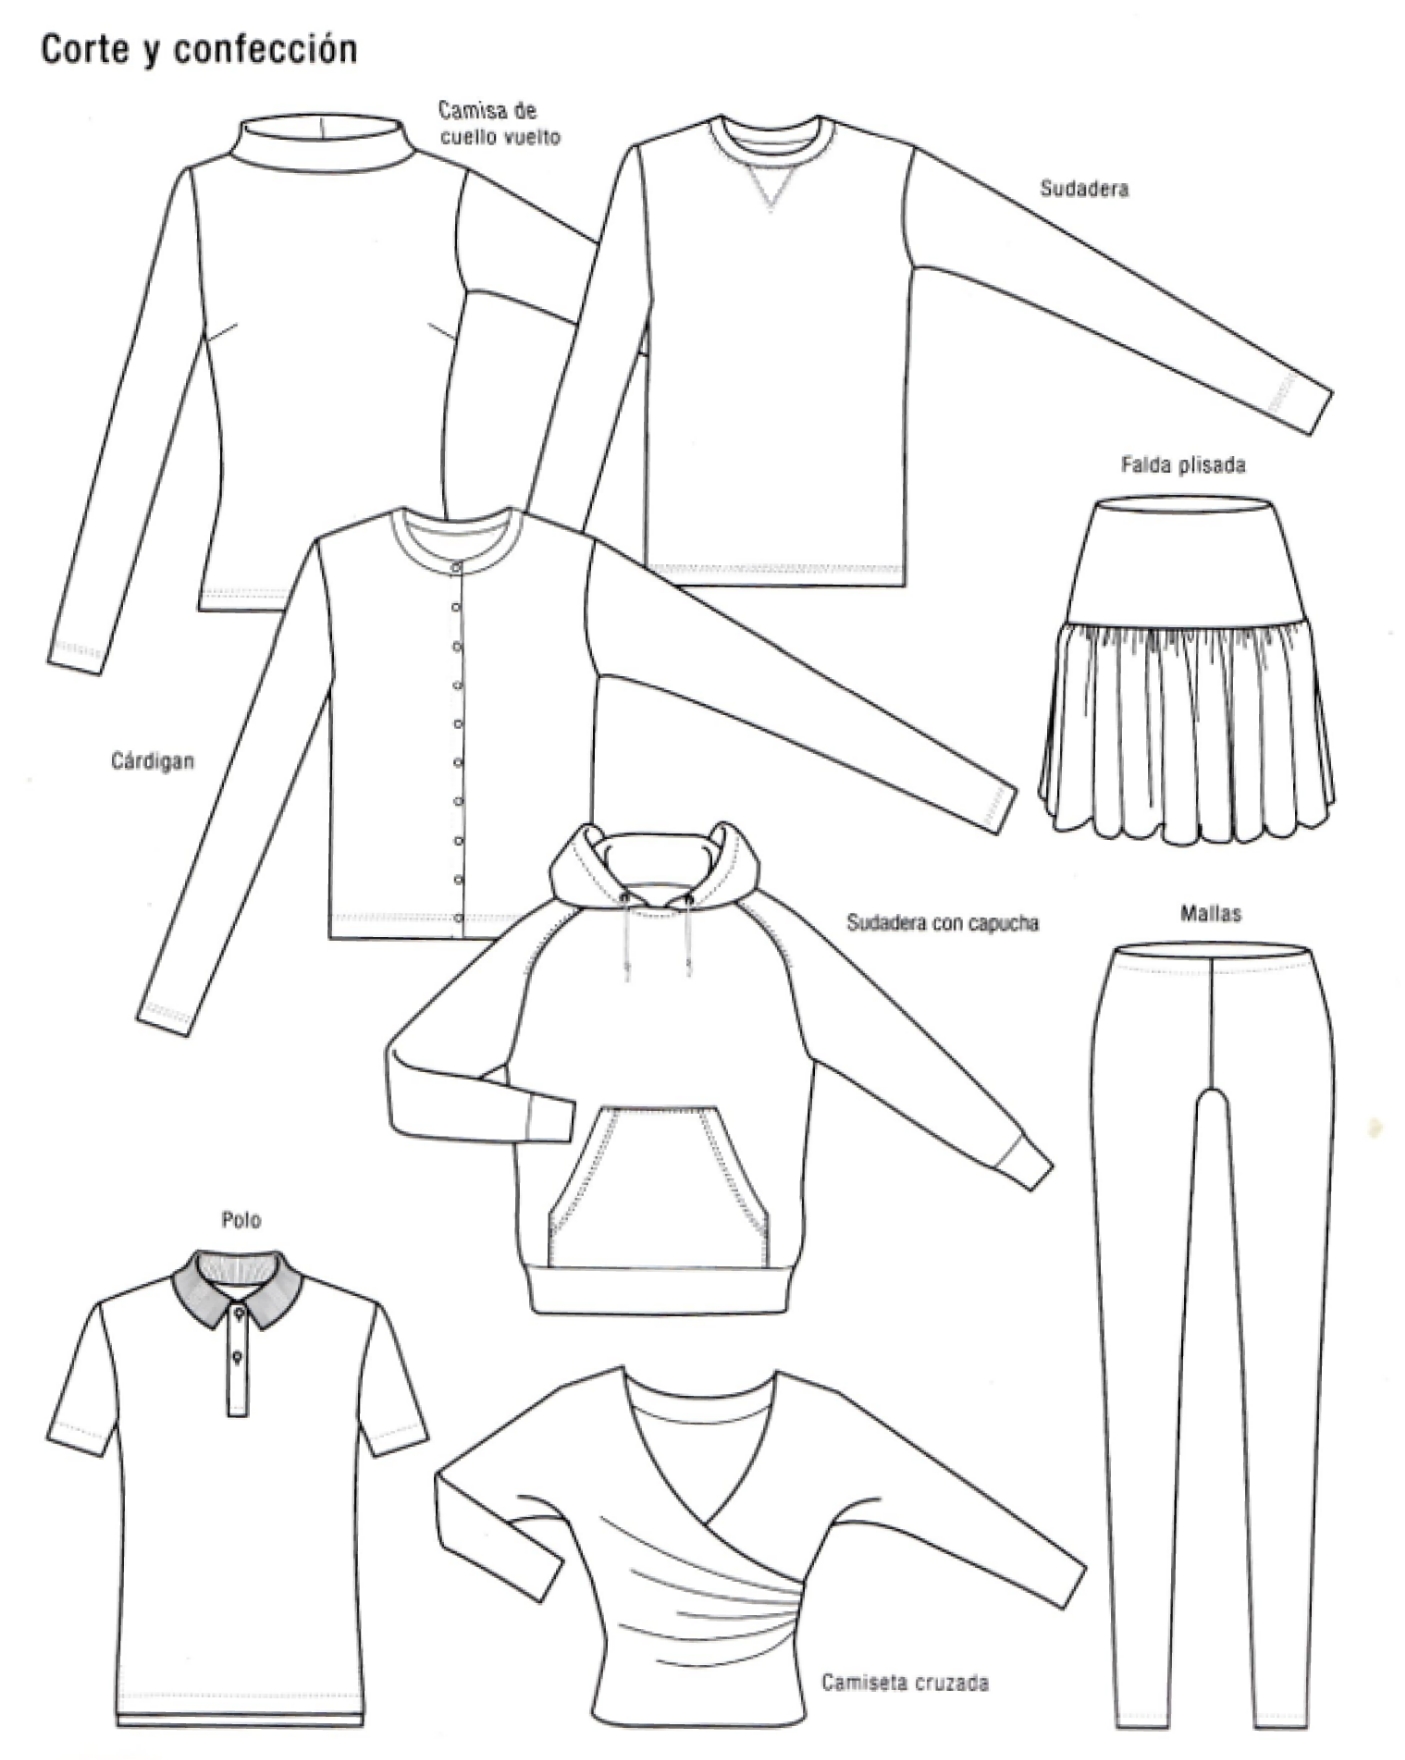 Corte y confección
Camisa de
cuello vuelto
Sudadera
Falda plisada
Cárdigan
Sudadera con capucha
Mallas
Polo
Camiseta cruzada